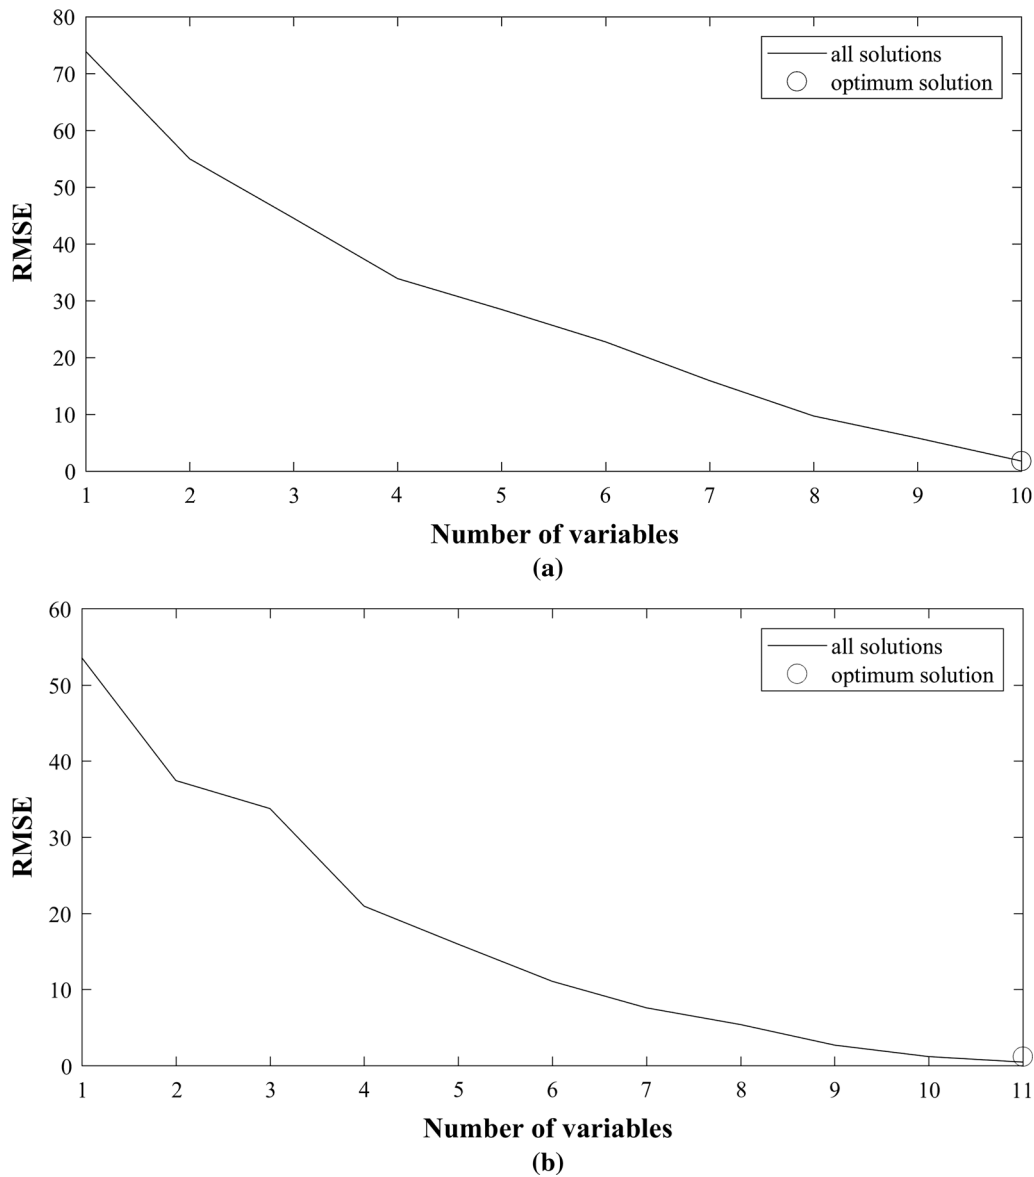 80
70
60
50
40
30
20
10
0
RMSE
all solutions
optimum solution
1 2 3 4 5 6 7 8 9 10
Number of variables
(a)
60
50
40
30
20
10
0
RMSE
all solutions
optimum solution
1 2 3 4 5 6 7 8 9 10 11
Number of variables
(b)